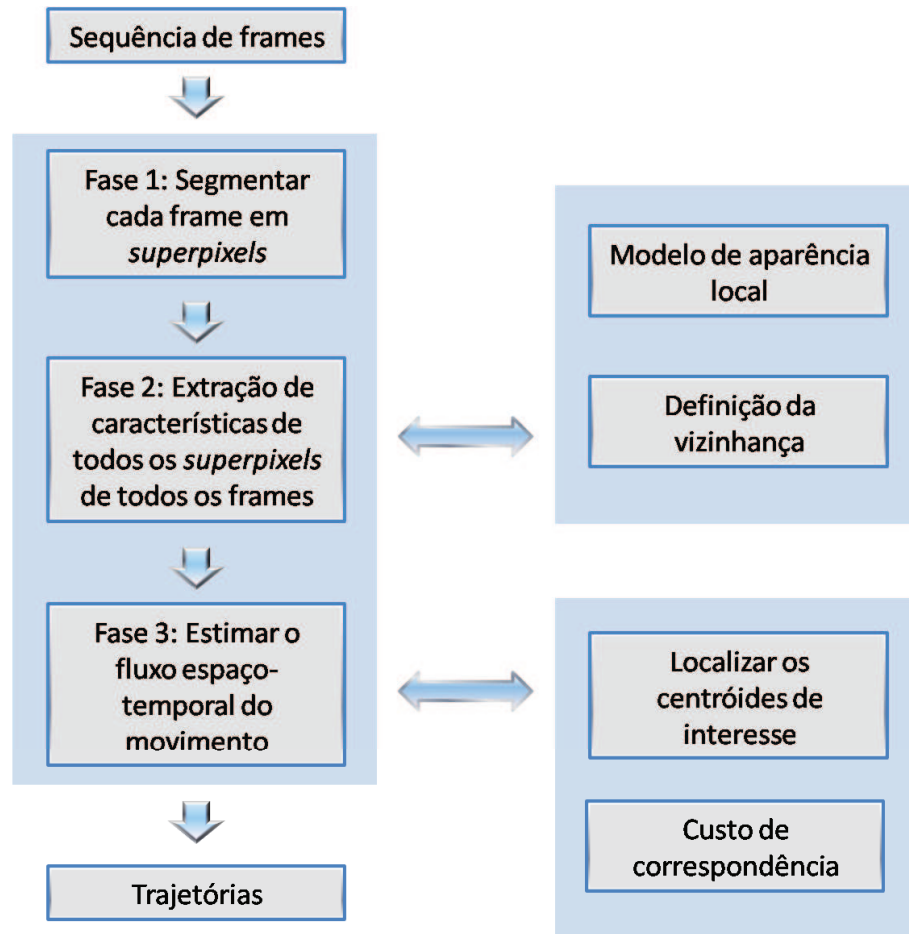 Sequência de frames
Fase 1: Segmentar
cada frame em
superpixels
Fase 2: Extração de
características de
todos os superpixels
de todos os frames
Fase 3: Estimar o
fluxo espaço-
temporal do
movimento
Trajetórias
Modelo de aparência
local
Definição da
vizinhança
Localizar os
centróides de
interesse
Custo de
correspondência